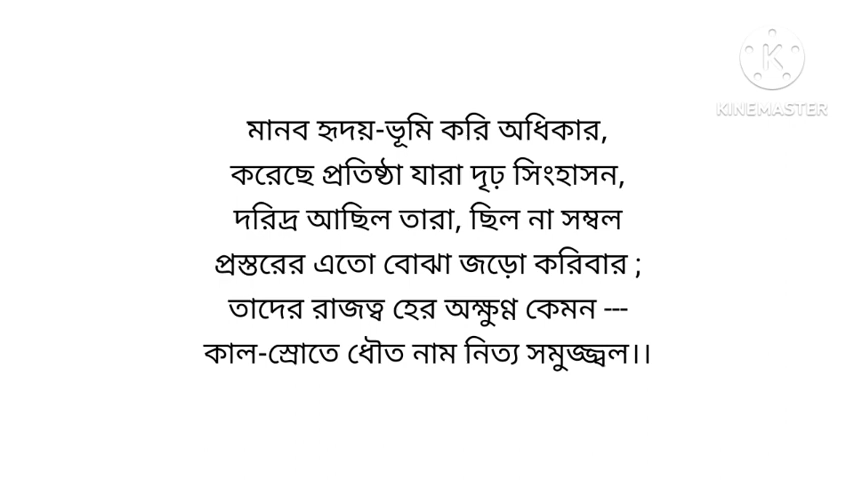 KINEMASTER
মানব হৃদয়-ভূমি করি অধিকার,
করেছে প্রতিষ্ঠা যারা দৃঢ় সিংহাসন,
দরিদ্র আছিল তারা, ছিল না সম্বল
প্রস্তরের এতো বোঝা জড়ো করিবার ;
তাদের রাজত্ব হের অক্ষুণ্ণ কেমন ---
কাল-স্রোতে ধৌত নাম নিত্য সমুজ্জ্বল।।